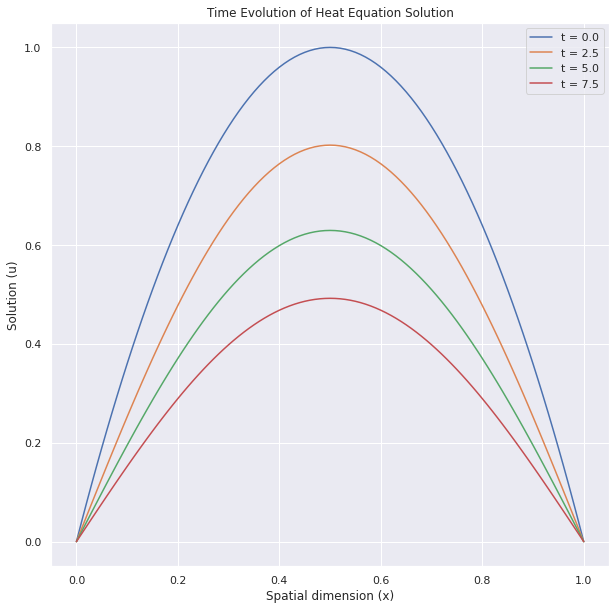 Time Evolution of Heat Equation Solution
t = 0.0
t = 2.5
t = 5.0
t = 7.5
Solution (u)
1.0
0.8
0.6
0.4
0.2
0.0
0.0 0.2 0.4 0.6 0.8 1.0
Spatial dimension (x)